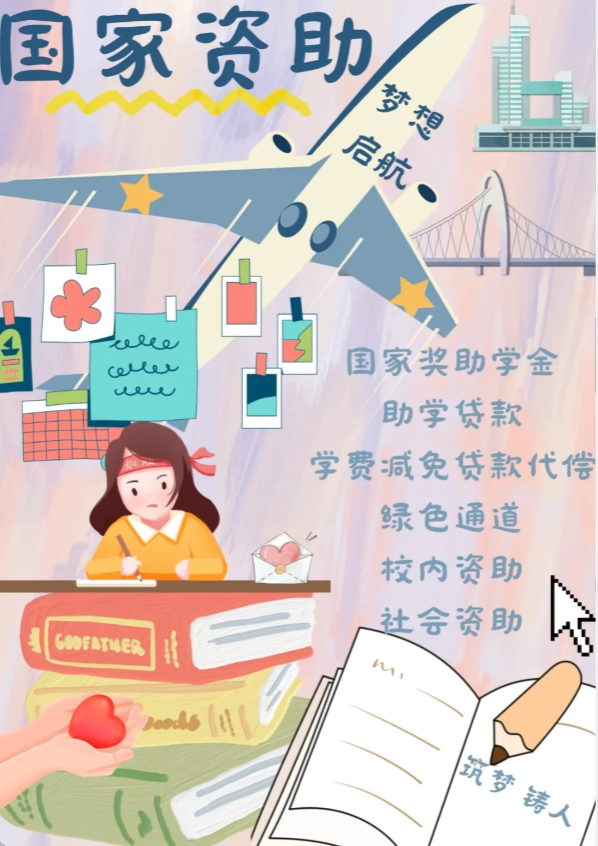 国家资助
梦想
启航
国家奖助学金
助学贷款
学费减免贷款代偿
绿色通道
校内资助
社会资助
GODFATHER
筑梦铸人